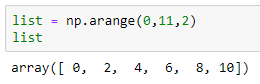 list = np.arange(0,11,2)
list
array([ 0,  2,  4,  6,  8, 10])